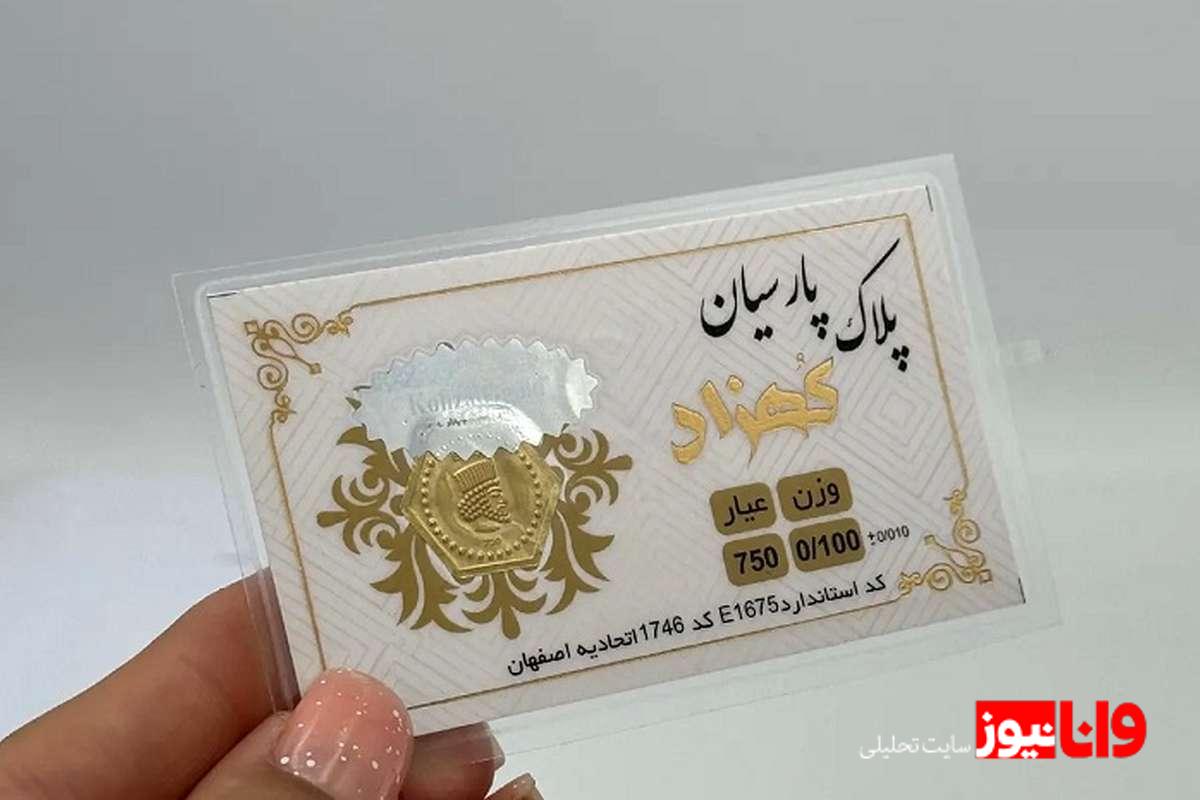 پلاک پارسیان
کُهنزاد
وزن عیار
0/100 750
±0/010
کد استاندارد E1675 کد 1746 اتحادیه اصفهان
وانانیوز
سایت تحلیلی